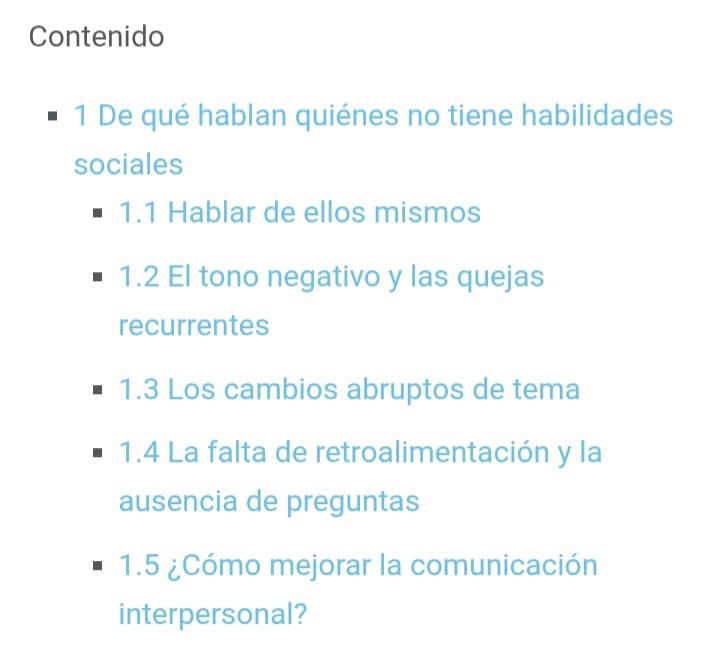 Contenido
1 De qué hablan quiénes no tiene habilidades
sociales
1.1 Hablar de ellos mismos
1.2 El tono negativo y las quejas
recurrentes
1.3 Los cambios abruptos de tema
1.4 La falta de retroalimentación y la
ausencia de preguntas
1.5 ¿Cómo mejorar la comunicación
interpersonal?